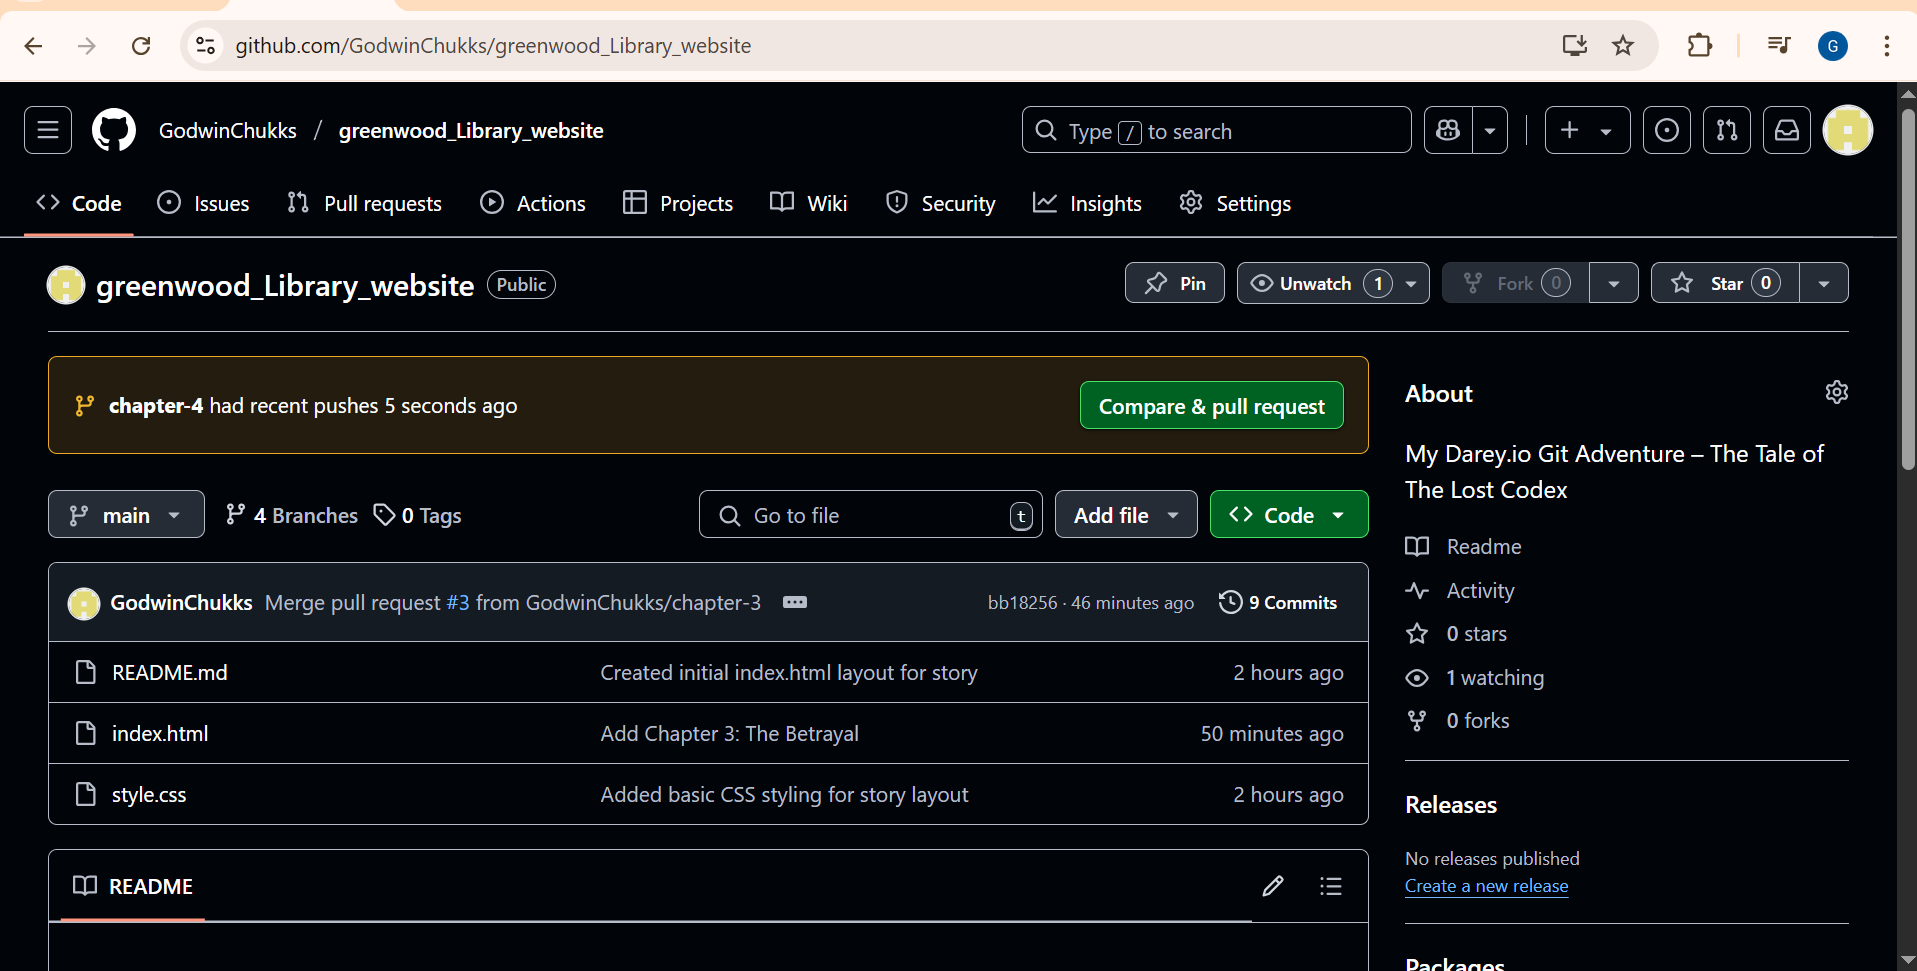 github.com/GodwinChukks/greenwood_Library_website
G
GodwinChukks / greenwood_Library_website
Type / to search
Code Issues Pull requests Actions Projects Wiki Security Insights Settings
greenwood_Library_website Public
Pin Unwatch 1 Fork 0 Star 0
chapter-4 had recent pushes 5 seconds ago
Compare & pull request
About
My Darey.io Git Adventure – The Tale of
The Lost Codex
main 4 Branches 0 Tags Go to file t Add file Code
GodwinChukks Merge pull request #3 from GodwinChukks/chapter-3 bb18256 · 46 minutes ago 9 Commits
README.md Created initial index.html layout for story 2 hours ago
index.html Add Chapter 3: The Betrayal 50 minutes ago
style.css Added basic CSS styling for story layout 2 hours ago
README
Readme
Activity
0 stars
1 watching
0 forks
Releases
No releases published
Create a new release
Packages